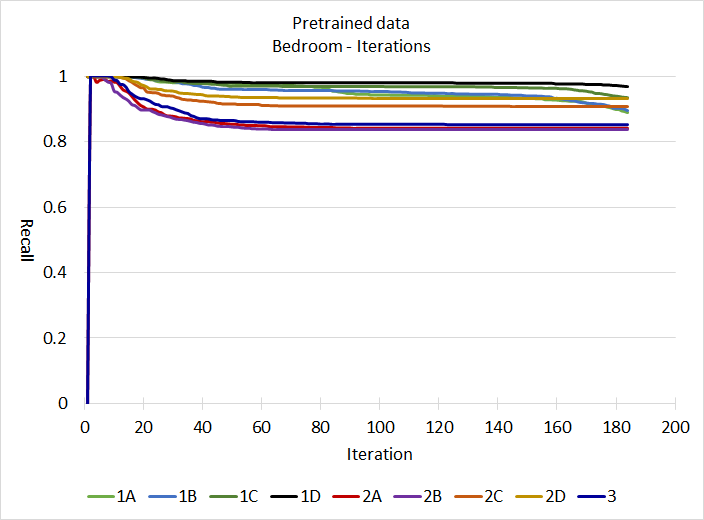 Pretrained data
Bedroom - Iterations
1
0.8
0.6
0.4
0.2
0
Recall
0 20 40 60 80 100 120 140 160 180 200
Iteration
1A 1B 1C 1D 2A 2B 2C 2D 3